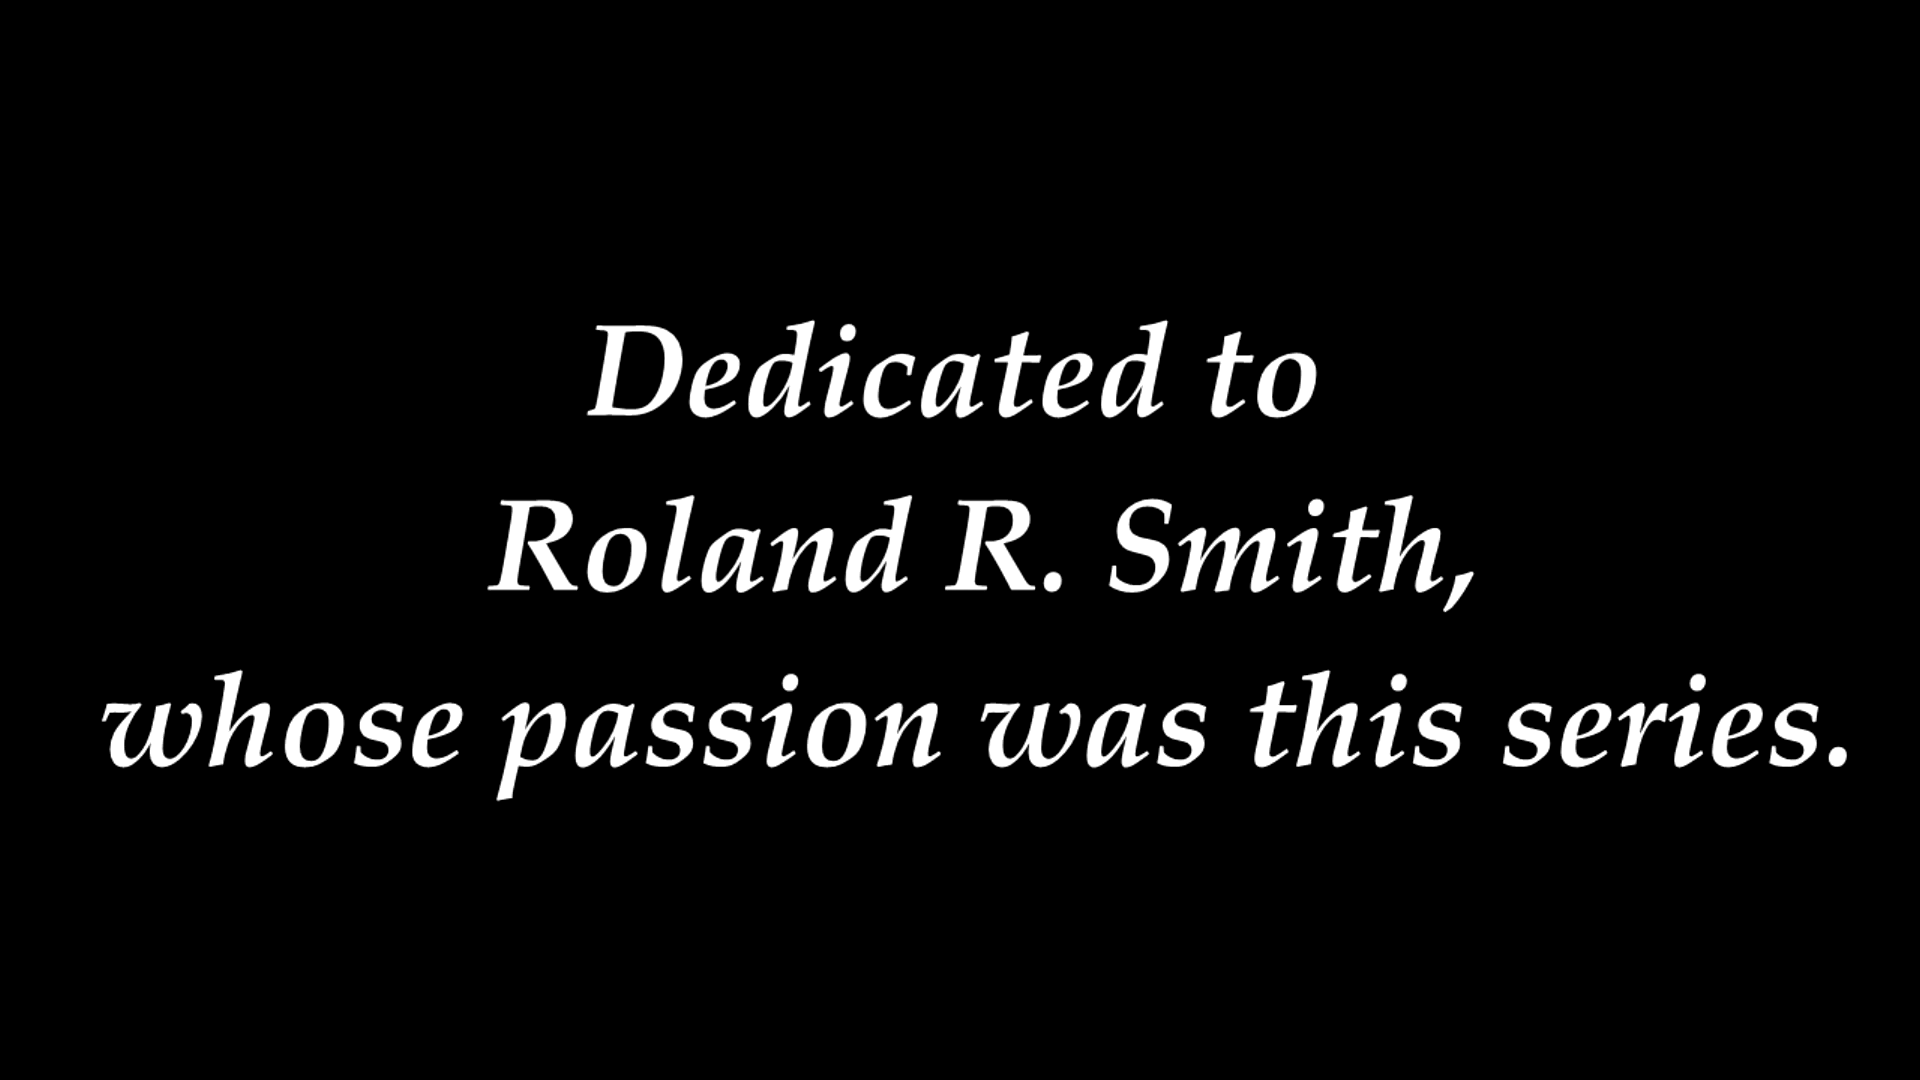 Dedicated to
Roland R. Smith,
whose passion was this series.